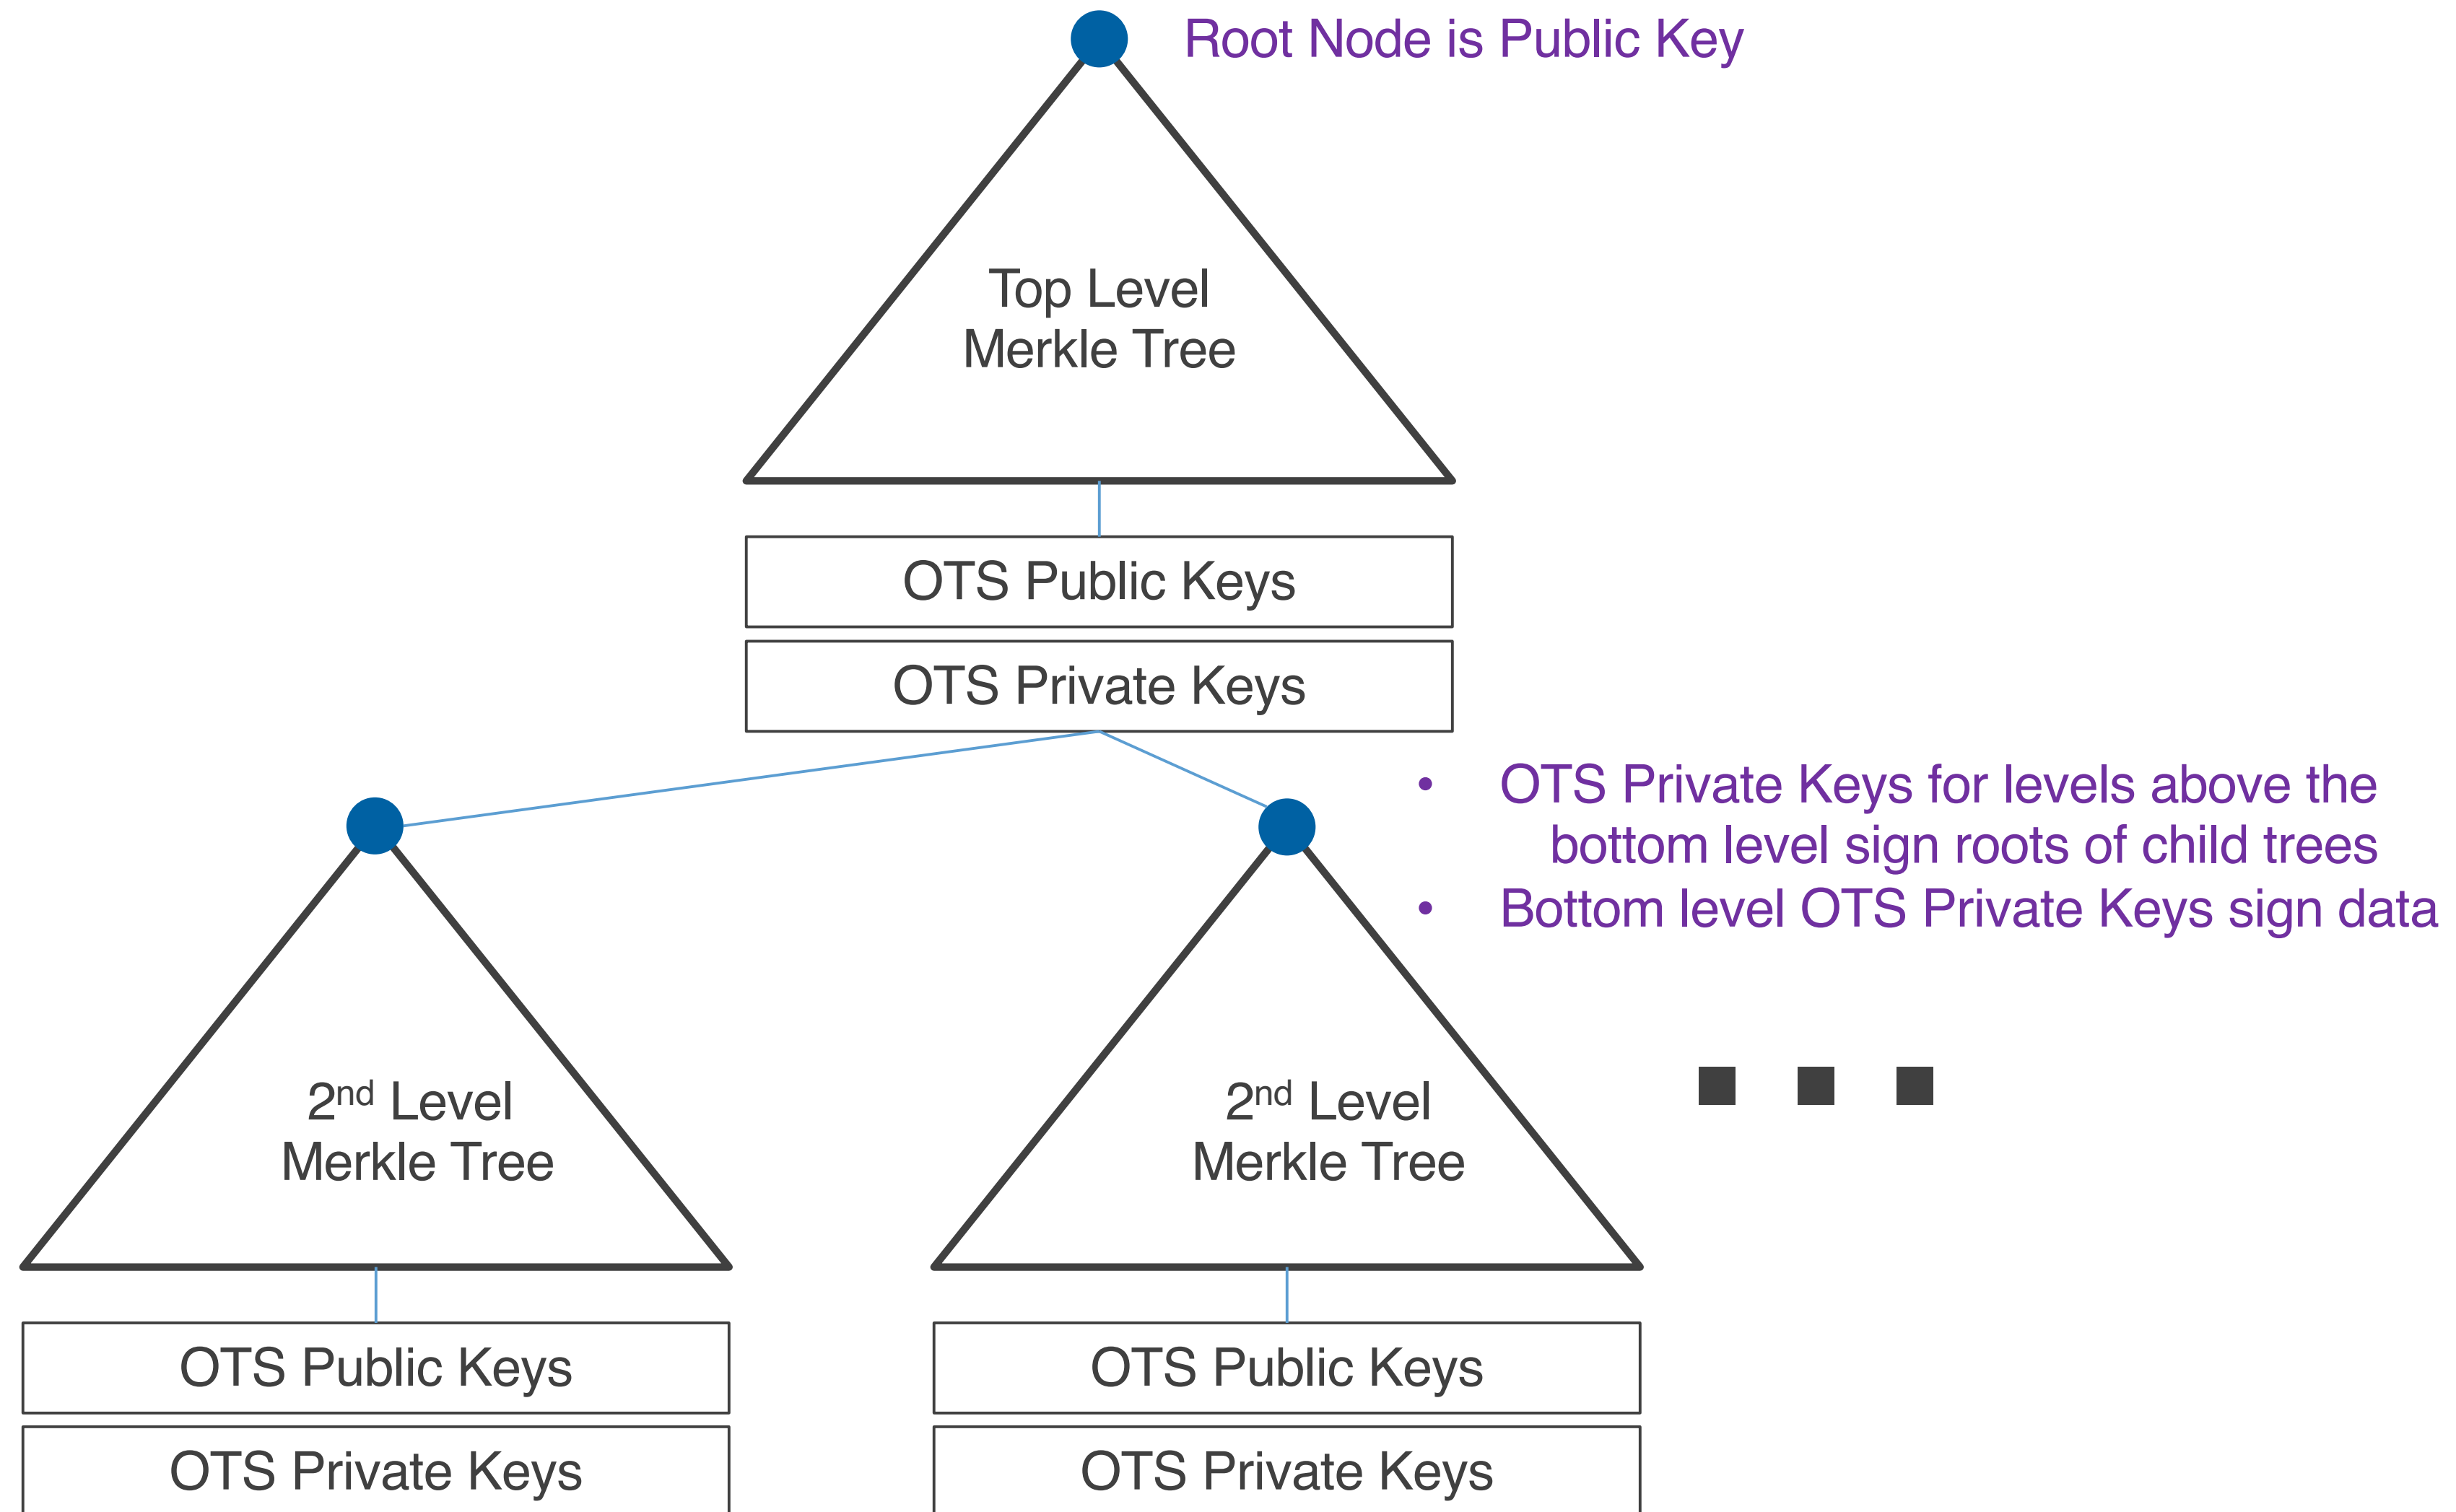 Root Node is Public Key
Top Level
Merkle Tree
OTS Public Keys
OTS Private Keys
• OTS Private Keys for levels above the
bottom level sign roots of child trees
• Bottom level OTS Private Keys sign data
2nd Level
Merkle Tree
2nd Level
Merkle Tree
OTS Public Keys
OTS Private Keys
OTS Public Keys
OTS Private Keys